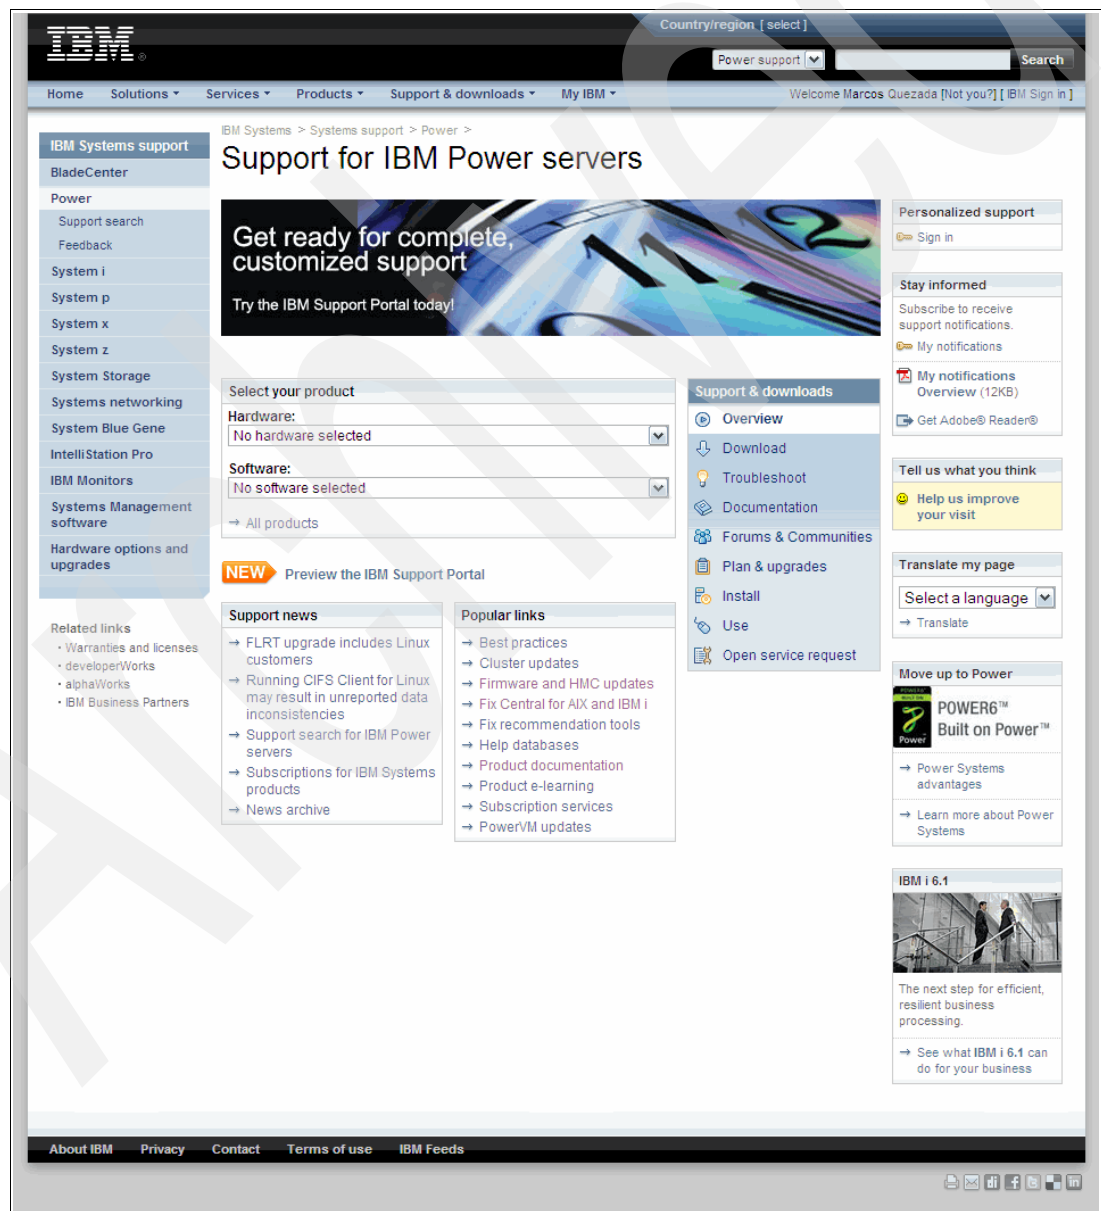 Country/region [ select ]
IBM ®
Power support
Search
Home Solutions Services Products Support & downloads My IBM
Welcome Marcos Quezada [Not you?] [ IBM Sign in ]
IBM Systems > Systems support > Power >
Support for IBM Power servers
IBM Systems support
BladeCenter
Power
Support search
Feedback
System i
System p
System x
System z
System Storage
Systems networking
System Blue Gene
IntelliStation Pro
IBM Monitors
Systems Management
software
Hardware options and
upgrades
Related links
· Warranties and licenses
· developerWorks
· alphaWorks
· IBM Business Partners
Get ready for complete,
customized support
Try the IBM Support Portal today!
Select your product
Hardware:
No hardware selected
Software:
No software selected
→ All products
NEW Preview the IBM Support Portal
Support news
→ FLRT upgrade includes Linux
customers
→ Running CIFS Client for Linux
may result in unreported data
inconsistencies
→ Support search for IBM Power
servers
→ Subscriptions for IBM Systems
products
→ News archive
Popular links
→ Best practices
→ Cluster updates
→ Firmware and HMC updates
→ Fix Central for AIX and IBM i
→ Fix recommendation tools
→ Help databases
→ Product documentation
→ Product e-learning
→ Subscription services
→ PowerVM updates
Support & downloads
Overview
Download
Troubleshoot
Documentation
Forums & Communities
Plan & upgrades
Install
Use
Open service request
Personalized support
Sign in
Stay informed
Subscribe to receive
support notifications.
My notifications
My notifications
Overview (12KB)
Get Adobe® Reader®
Tell us what you think
Help us improve
your visit
Translate my page
Select a language
→ Translate
Move up to Power
Power
POWER6™
Built on Power™
→ Power Systems
advantages
→ Learn more about Power
Systems
IBM i 6.1
The next step for efficient,
resilient business
processing.
→ See what IBM i 6.1 can
do for your business
About IBM Privacy Contact Terms of use IBM Feeds